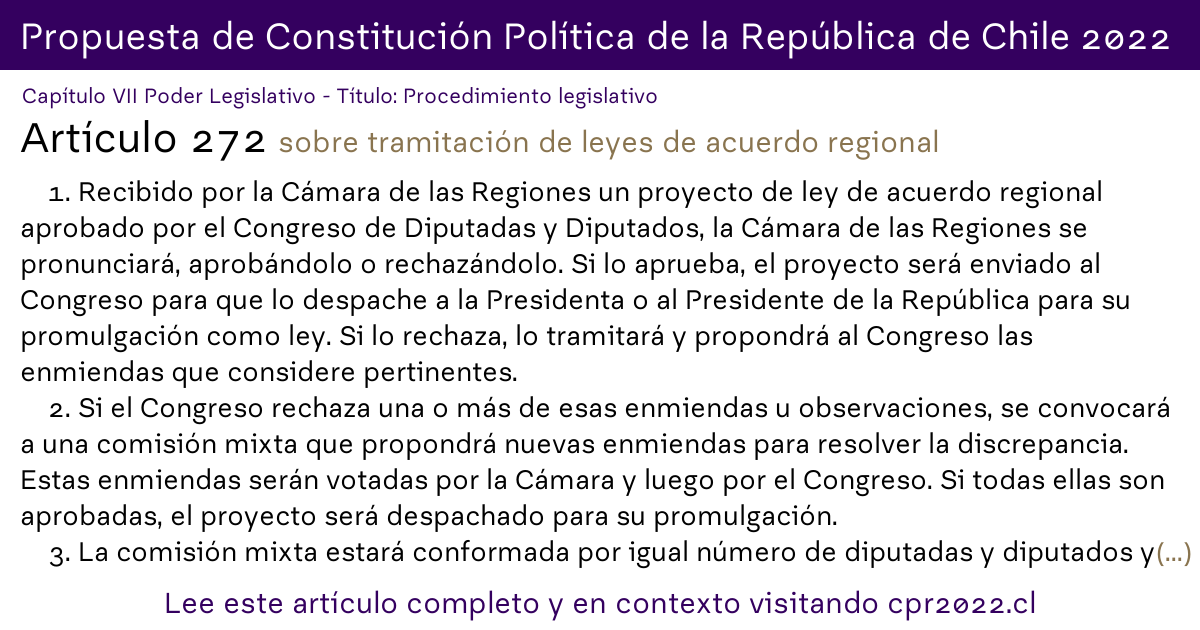 Propuesta de Constitución Política de la República de Chile 2022
Capítulo VII Poder Legislativo - Título: Procedimiento legislativo
Artículo 272 sobre tramitación de leyes de acuerdo regional
1. Recibido por la Cámara de las Regiones un proyecto de ley de acuerdo regional
aprobado por el Congreso de Diputadas y Diputados, la Cámara de las Regiones se
pronunciará, aprobándolo o rechazándolo. Si lo aprueba, el proyecto será enviado al
Congreso para que lo despache a la Presidenta o al Presidente de la República para su
promulgación como ley. Si lo rechaza, lo tramitará y propondrá al Congreso las
enmiendas que considere pertinentes.
2. Si el Congreso rechaza una o más de esas enmiendas u observaciones, se convocará
a una comisión mixta que propondrá nuevas enmiendas para resolver la discrepancia.
Estas enmiendas serán votadas por la Cámara y luego por el Congreso. Si todas ellas son
aprobadas, el proyecto será despachado para su promulgación.
3. La comisión mixta estará conformada por igual número de diputadas y diputados y(...)
Lee este artículo completo y en contexto visitando cpr2022.cl